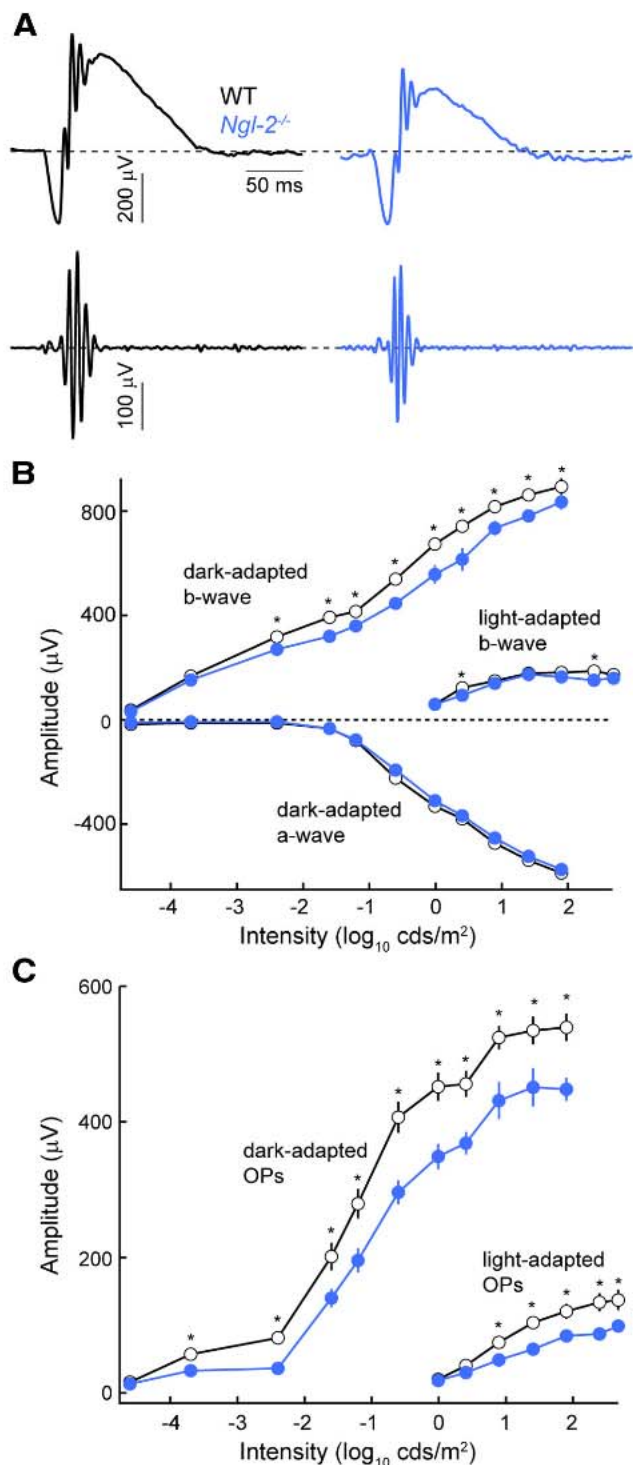 A
WT
Ngl-2-/-
200 µV
50 ms
100 µV
B
* * * * * * * * *
800
400
0
-400
Amplitude (µV)
dark-adapted
b-wave
light-adapted
b-wave
* *
dark-adapted
a-wave
-4 -3 -2 -1 0 1 2
Intensity (log10 cds/m2)
C
600
400
200
0
Amplitude (µV)
* * * * * * * * * *
dark-adapted
OPs
light-adapted
OPs
* * * * *
-4 -3 -2 -1 0 1 2
Intensity (log10 cds/m2)